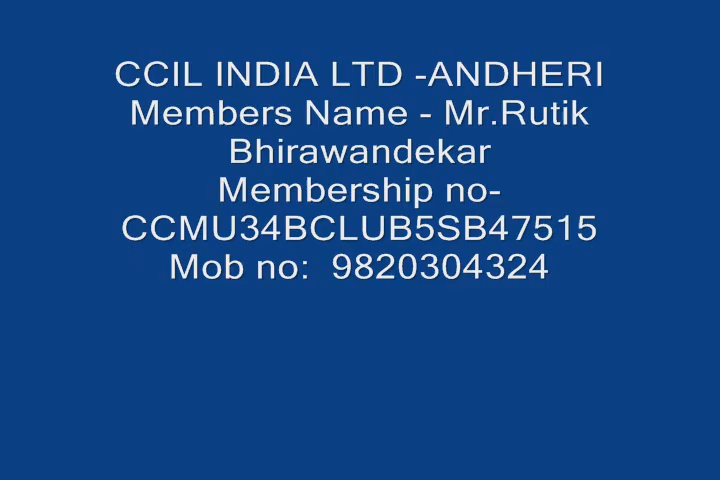 CCIL INDIA LTD -ANDHERI
Members Name - Mr.Rutik
Bhirawandekar
Membership no-
CCMU34BCLUB5SB47515
Mob no:  9820304324